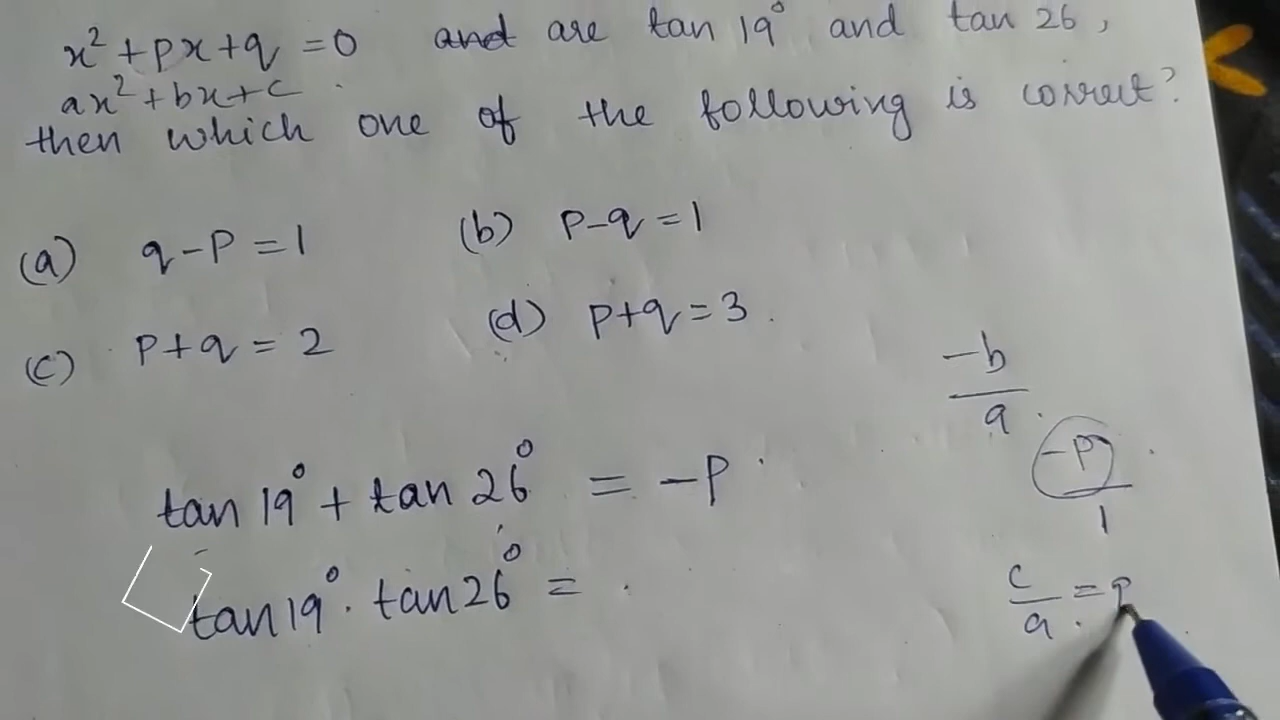 x² + px + q = 0 and are tan 19° and tan 26,
ax² + bx + c
then which one of the following is correct?
(a) q - p = 1 (b) p - q = 1
(c) p + q = 2 (d) p + q = 3.
-b/a.
tan 19° + tan 26° = -p. -p/1
tan 19° . tan 26° = . c/a. =